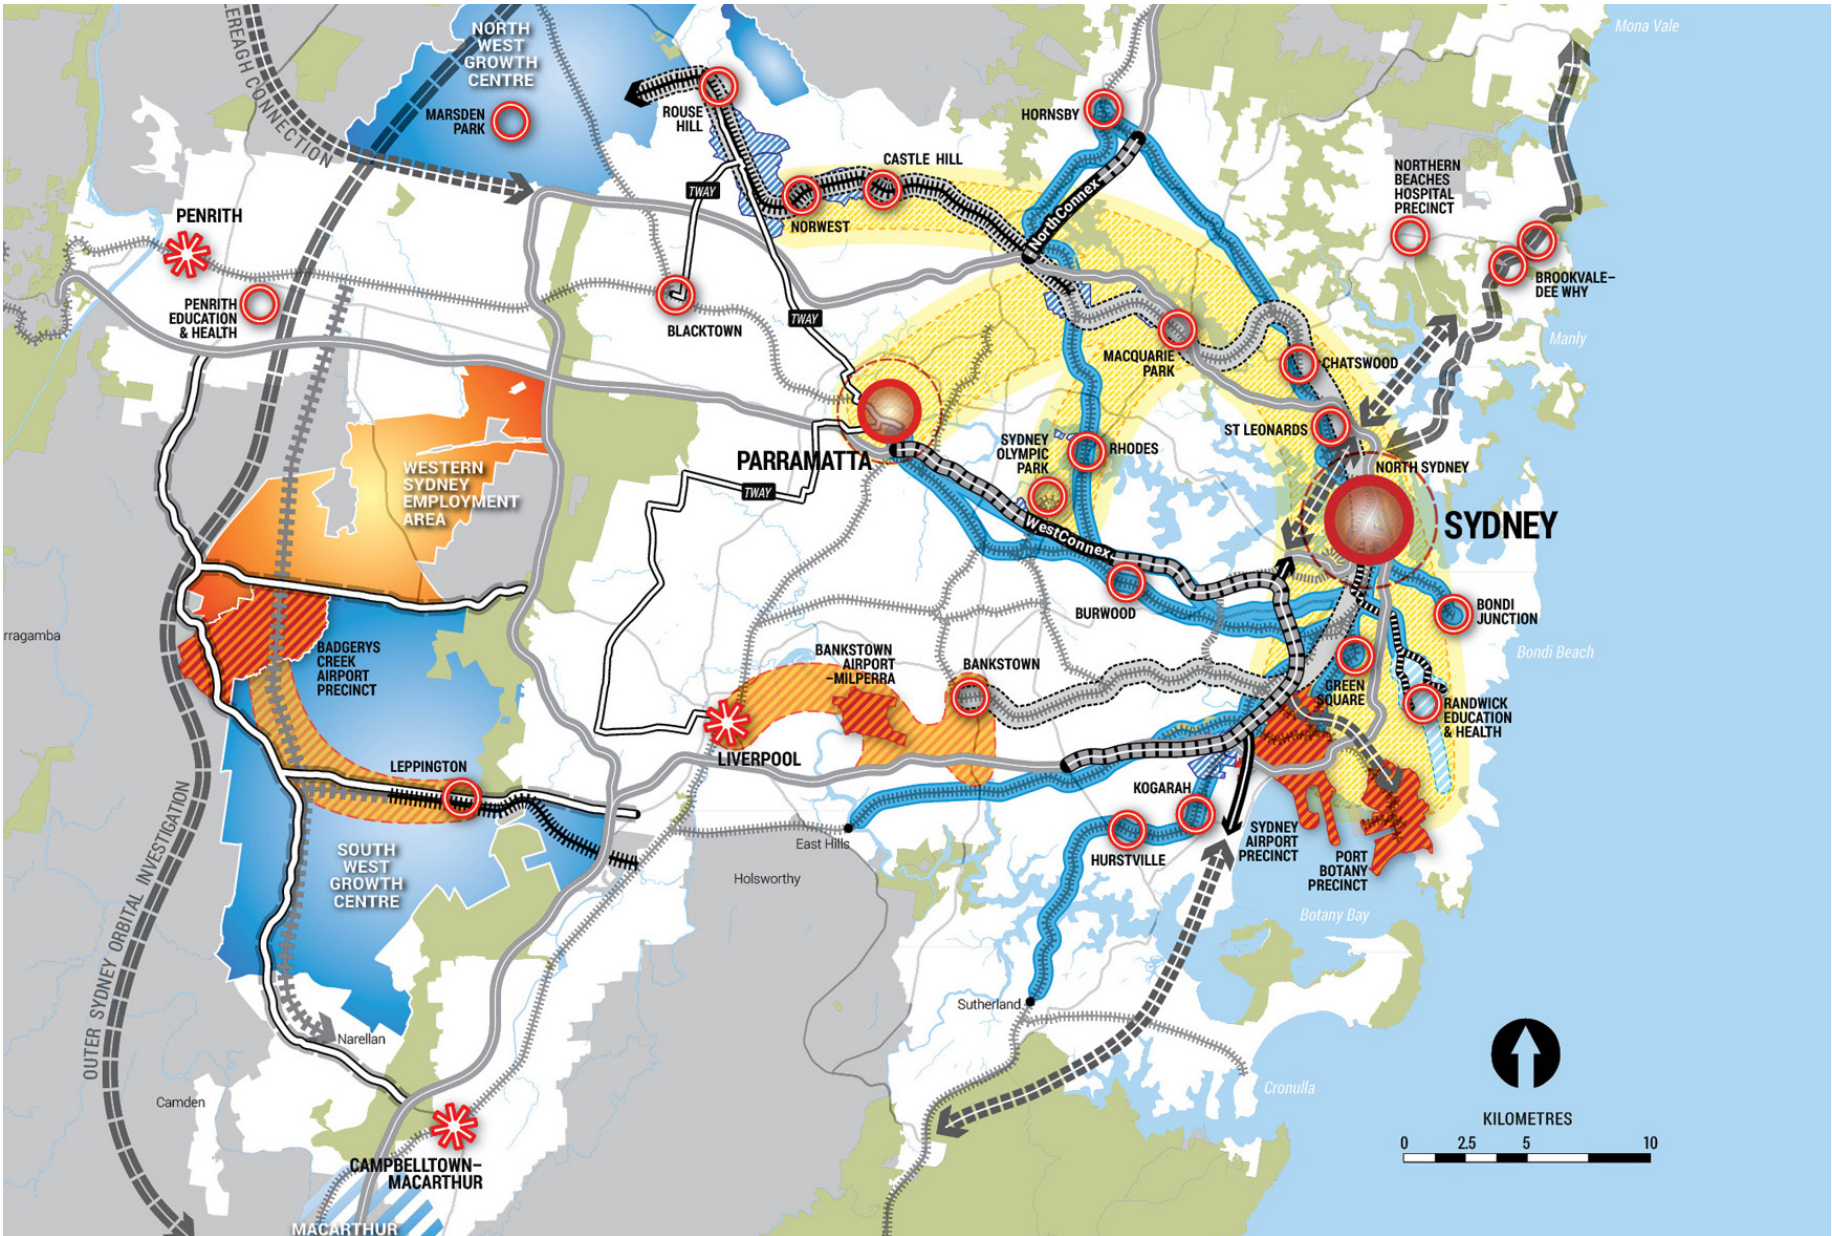 Mona Vale
EREAGH CONNECTION
NORTH
WEST
GROWTH
CENTRE
MARSDEN
PARK
ROUSE
HILL
HORNSBY
CASTLE HILL
NORTHERN
BEACHES
HOSPITAL
PRECINCT
TWAY
NorthConnex
PENRITH
NORWEST
BROOKVALE–
DEE WHY
PENRITH
EDUCATION
& HEALTH
BLACKTOWN
TWAY
Manly
MACQUARIE
PARK
CHATSWOOD
ST LEONARDS
SYDNEY
OLYMPIC
PARK
RHODES
PARRAMATTA
NORTH SYDNEY
WESTERN
SYDNEY
EMPLOYMENT
AREA
TWAY
SYDNEY
WestConnex
BURWOOD
BONDI
JUNCTION
rragamba
BADGERYS
CREEK
AIRPORT
PRECINCT
BANKSTOWN
AIRPORT
–MILPERRA
BANKSTOWN
Bondi Beach
GREEN
SQUARE
RANDWICK
EDUCATION
& HEALTH
LIVERPOOL
LEPPINGTON
KOGARAH
SYDNEY
AIRPORT
PRECINCT
East Hills
HURSTVILLE
PORT
BOTANY
PRECINCT
SOUTH
WEST
GROWTH
CENTRE
Holsworthy
Botany Bay
OUTER SYDNEY ORBITAL INVESTIGATION
Sutherland
Narellan
Cronulla
Camden
KILOMETRES
0 2.5 5 10
CAMPBELLTOWN–
MACARTHUR
MACARTHUR